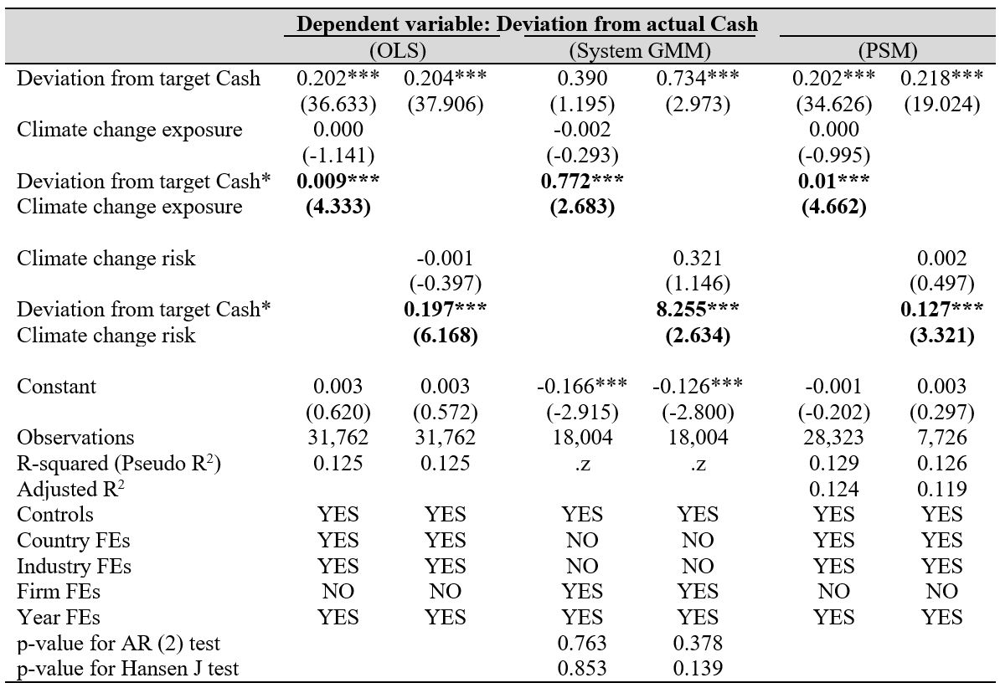 Dependent variable: Deviation from actual Cash
(OLS) (System GMM) (PSM)
Deviation from target Cash 0.202*** 0.204*** 0.390 0.734*** 0.202*** 0.218***
(36.633) (37.906) (1.195) (2.973) (34.626) (19.024)
Climate change exposure 0.000 -0.002 0.000
(-1.141) (-0.293) (-0.995)
Deviation from target Cash* 0.009*** 0.772*** 0.01***
Climate change exposure (4.333) (2.683) (4.662)
Climate change risk -0.001 0.321 0.002
(-0.397) (1.146) (0.497)
Deviation from target Cash* 0.197*** 8.255*** 0.127***
Climate change risk (6.168) (2.634) (3.321)
Constant 0.003 0.003 -0.166*** -0.126*** -0.001 0.003
(0.620) (0.572) (-2.915) (-2.800) (-0.202) (0.297)
Observations 31,762 31,762 18,004 18,004 28,323 7,726
R-squared (Pseudo R²) 0.125 0.125 .z .z 0.129 0.126
Adjusted R² 0.124 0.119
Controls YES YES YES YES YES YES
Country FEs YES YES NO NO YES YES
Industry FEs YES YES NO NO YES YES
Firm FEs NO NO YES YES NO NO
Year FEs YES YES YES YES YES YES
p-value for AR (2) test 0.763 0.378
p-value for Hansen J test 0.853 0.139